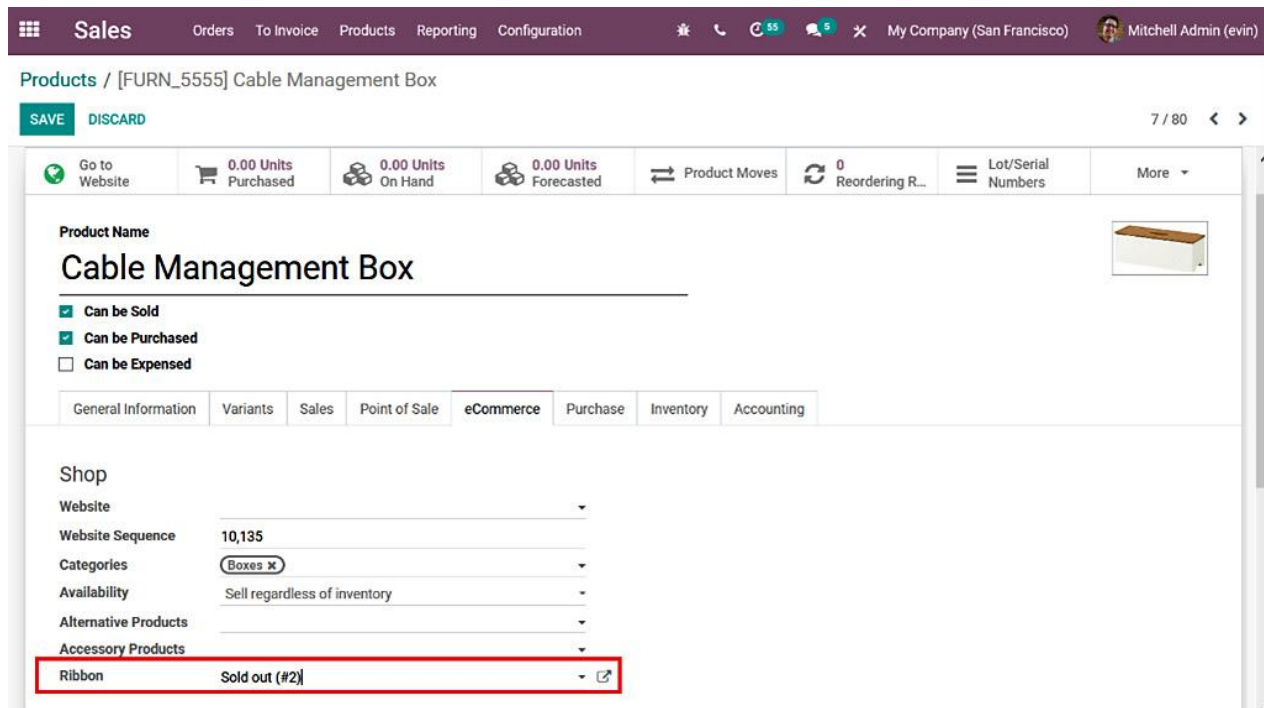 Sales Orders To Invoice Products Reporting Configuration 55 5 My Company (San Francisco) Mitchell Admin (evin)
Products / [FURN_5555] Cable Management Box
SAVE DISCARD 7 / 80
Go to Website 0.00 Units Purchased 0.00 Units On Hand 0.00 Units Forecasted Product Moves 0 Reordering R... Lot/Serial Numbers More
Product Name
Cable Management Box
Can be Sold
Can be Purchased
Can be Expensed
General Information Variants Sales Point of Sale eCommerce Purchase Inventory Accounting
Shop
Website
Website Sequence 10,135
Categories Boxes ×
Availability Sell regardless of inventory
Alternative Products
Accessory Products
Ribbon Sold out (#2)